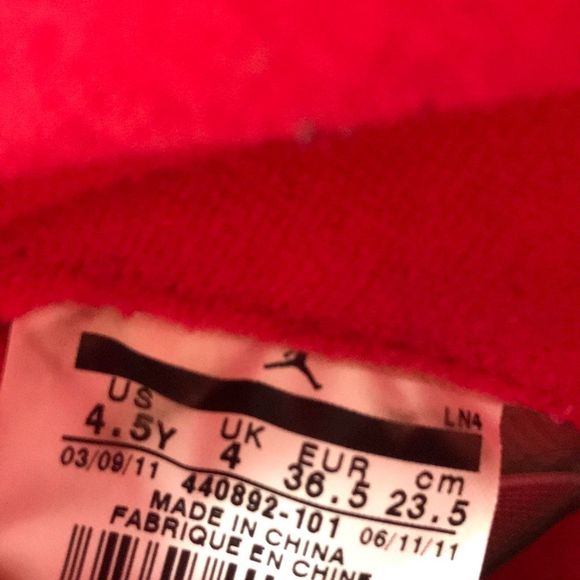 LN4
US UK EUR cm
4.5Y 4 36.5 23.5
03/09/11 440892-101 06/11/11
MADE IN CHINA
FABRIQUE EN CHINE